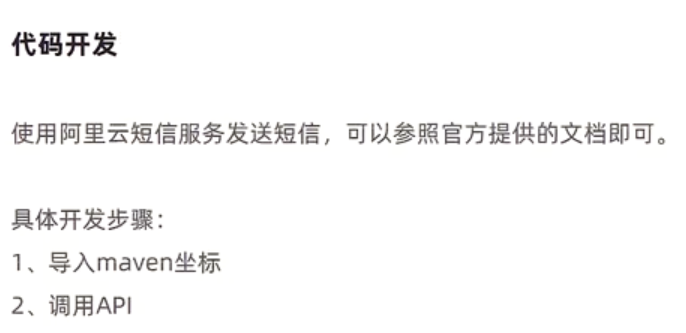 代码开发
使用阿里云短信服务发送短信，可以参照官方提供的文档即可。
具体开发步骤：
1、导入maven坐标
2、调用API